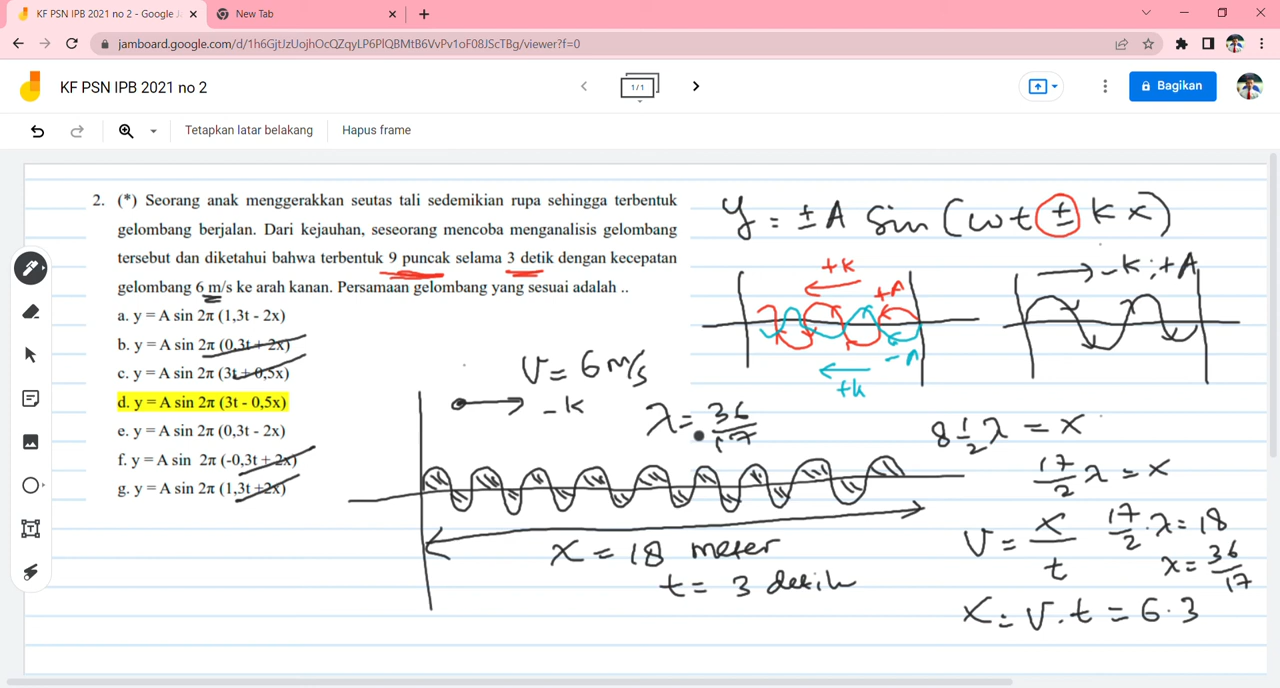 KF PSN IPB 2021 no 2 - Google J
New Tab
jamboard.google.com/d/1h6GjtJzUojhOcQZqyLP6PlQBMtB6VvPv1oF08JScTBg/viewer?f=0
KF PSN IPB 2021 no 2
1/1
Bagikan
Tetapkan latar belakang
Hapus frame
2. (*) Seorang anak menggerakkan seutas tali sedemikian rupa sehingga terbentuk
gelombang berjalan. Dari kejauhan, seseorang mencoba menganalisis gelombang
tersebut dan diketahui bahwa terbentuk 9 puncak selama 3 detik dengan kecepatan
gelombang 6 m/s ke arah kanan. Persamaan gelombang yang sesuai adalah ..
a. y = A sin 2π (1,3t - 2x)
b. y = A sin 2π (0,3t + 2x)
c. y = A sin 2π (3t + 0,5x)
d. y = A sin 2π (3t - 0,5x)
e. y = A sin 2π (0,3t - 2x)
f. y = A sin 2π (-0,3t + 2x)
g. y = A sin 2π (1,3t +2x)
y = ± A sin (ωt ± kx)
+k
+A
-A
+k
-k ; +A
V = 6 m/s
-k
λ = 36/17
8 1/2 λ = x
17/2 λ = x
V = x/t
17/2 . λ = 18
λ = 36/17
x = V . t = 6 . 3
x = 18 meter
t = 3 detik